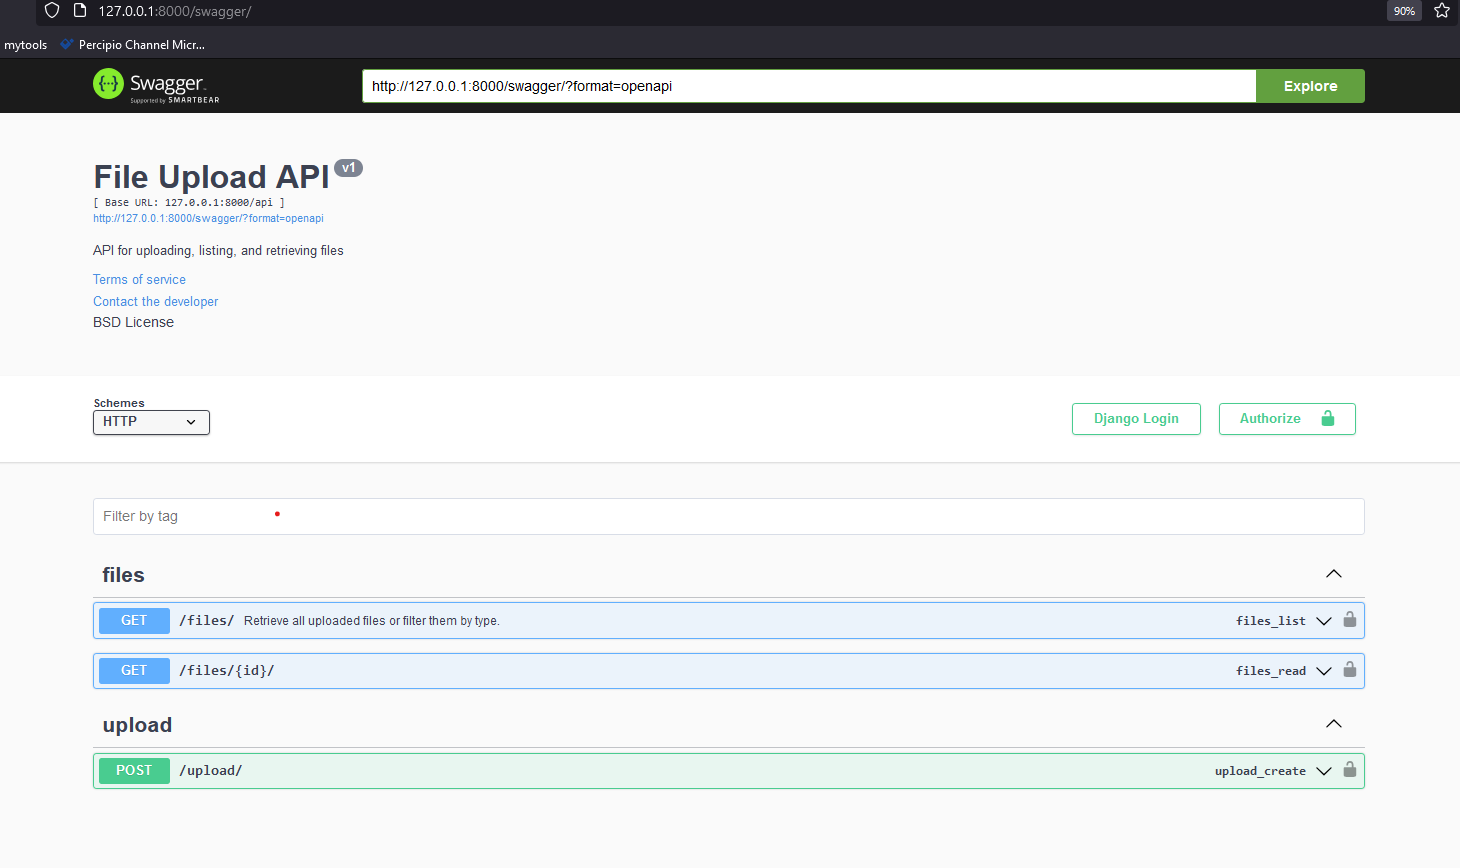 127.0.0.1:8000/swagger/
90%
mytools
Percipio Channel Micr...
{··}
Swagger
Supported by SMARTBEAR
http://127.0.0.1:8000/swagger/?format=openapi
Explore
File Upload API v1
[ Base URL: 127.0.0.1:8000/api ]
http://127.0.0.1:8000/swagger/?format=openapi
API for uploading, listing, and retrieving files
Terms of service
Contact the developer
BSD License
Schemes
HTTP
Django Login
Authorize
Filter by tag
files
GET /files/ Retrieve all uploaded files or filter them by type. files_list
GET /files/{id}/ files_read
upload
POST /upload/ upload_create